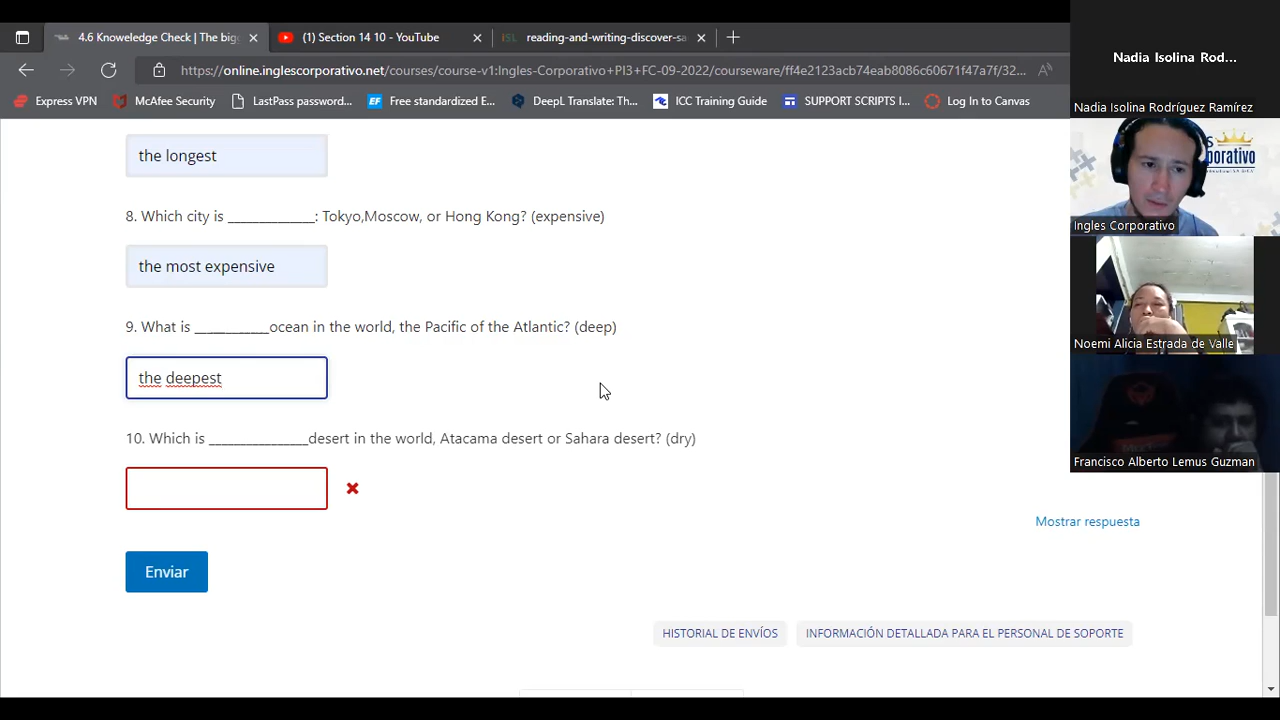 4.6 Knoweledge Check | The big
(1) Section 14 10 - YouTube
reading-and-writing-discover-sa
https://online.inglescorporativo.net/courses/course-v1:Ingles-Corporativo+PI3+FC-09-2022/courseware/ff4e2123acb74eab8086c60671f47a7f/32...
Express VPN
McAfee Security
LastPass password...
Free standardized E...
DeepL Translate: Th...
ICC Training Guide
SUPPORT SCRIPTS I...
Log In to Canvas
the longest
8. Which city is _____________: Tokyo,Moscow, or Hong Kong? (expensive)
the most expensive
9. What is ___________ocean in the world, the Pacific of the Atlantic? (deep)
the deepest
10. Which is _______________desert in the world, Atacama desert or Sahara desert? (dry)
Mostrar respuesta
Enviar
HISTORIAL DE ENVÍOS
INFORMACIÓN DETALLADA PARA EL PERSONAL DE SOPORTE
Nadia Isolina Rod...
Nadia Isolina Rodríguez Ramírez
porativo
Ingles Corporativo
Noemi Alicia Estrada de Valle
Francisco Alberto Lemus Guzman